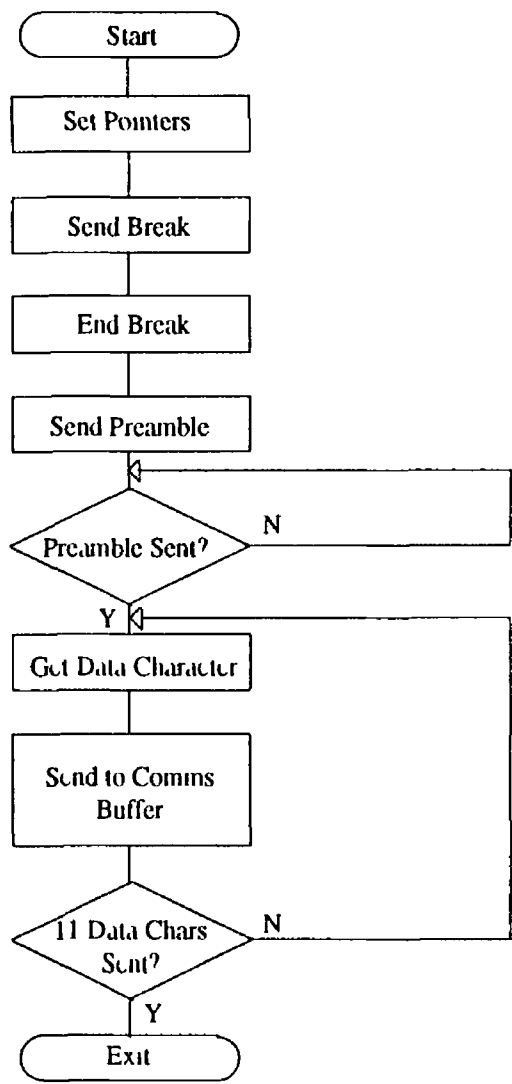 Start
Set Pointers
Send Break
End Break
Send Preamble
Preamble Sent?
N
Y
Get Data Character
Send to Comms
Buffer
11 Data Chars
Sent?
N
Y
Exit